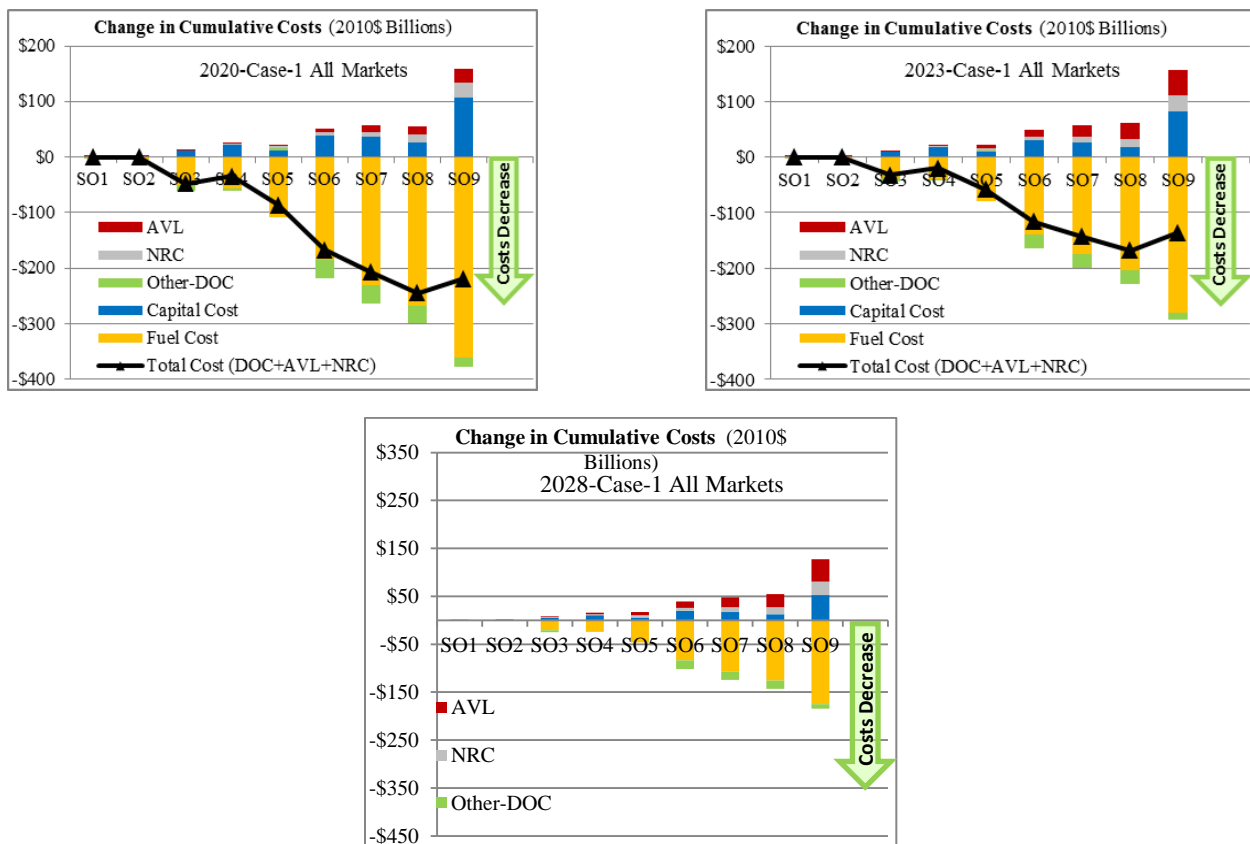 Change in Cumulative Costs (2010$ Billions)
2020-Case-1 All Markets
$200
$100
$0
-$100
-$200
-$300
-$400
SO1 SO2 SO3 SO4 SO5 SO6 SO7 SO8 SO9
AVL
NRC
Other-DOC
Capital Cost
Fuel Cost
Total Cost (DOC+AVL+NRC)
Costs Decrease
Change in Cumulative Costs (2010$ Billions)
2023-Case-1 All Markets
$200
$100
$0
-$100
-$200
-$300
-$400
SO1 SO2 SO3 SO4 SO5 SO6 SO7 SO8 SO9
AVL
NRC
Other-DOC
Capital Cost
Fuel Cost
Total Cost (DOC+AVL+NRC)
Costs Decrease
Change in Cumulative Costs (2010$
Billions)
2028-Case-1 All Markets
$350
$250
$150
$50
-$50
-$150
-$250
-$350
-$450
SO1 SO2 SO3 SO4 SO5 SO6 SO7 SO8 SO9
AVL
NRC
Other-DOC
Costs Decrease